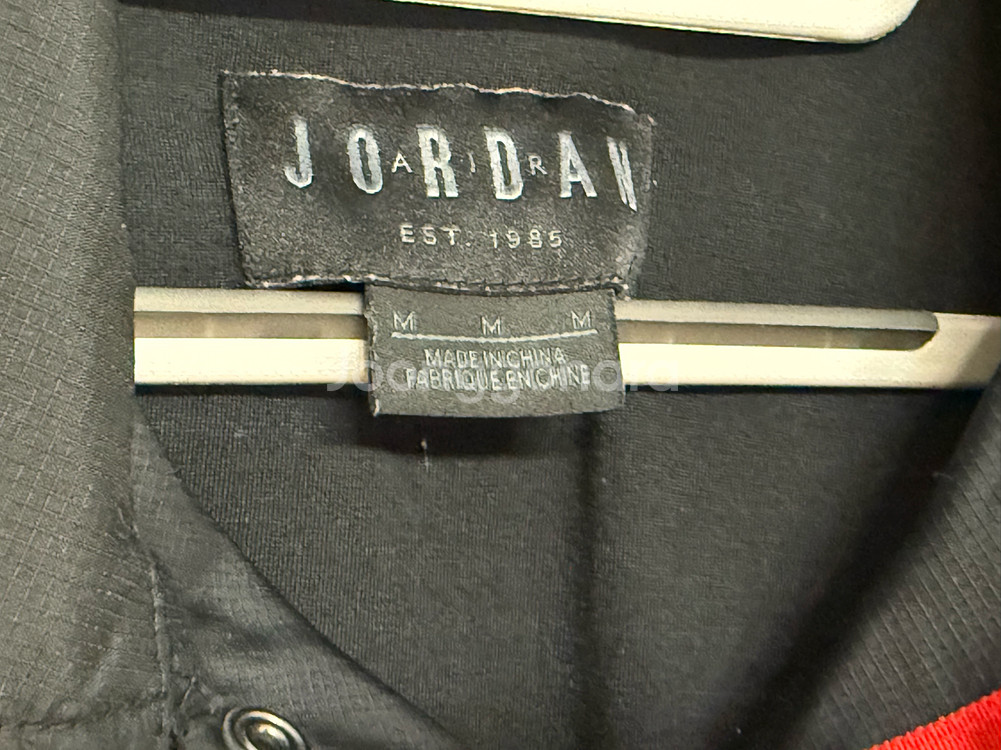 JORDAN
AIR
EST. 1985
M M M
MADE IN CHINA
FABRIQUE EN CHINE